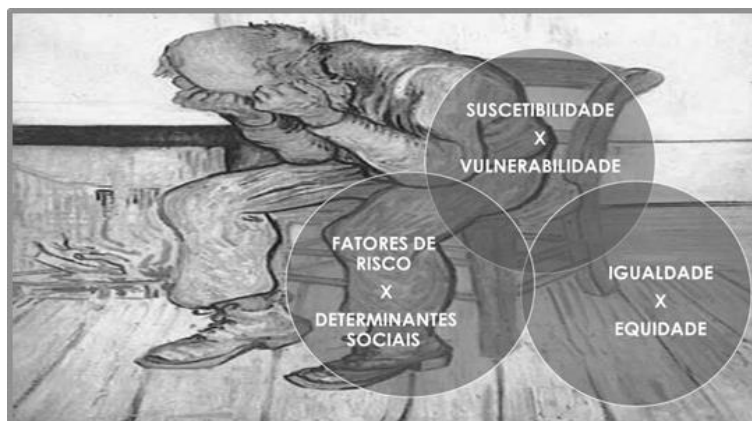 SUSCETIBILIDADE
X
VULNERABILIDADE
FATORES DE
RISCO
X
DETERMINANTES
SOCIAIS
IGUALDADE
X
EQUIDADE